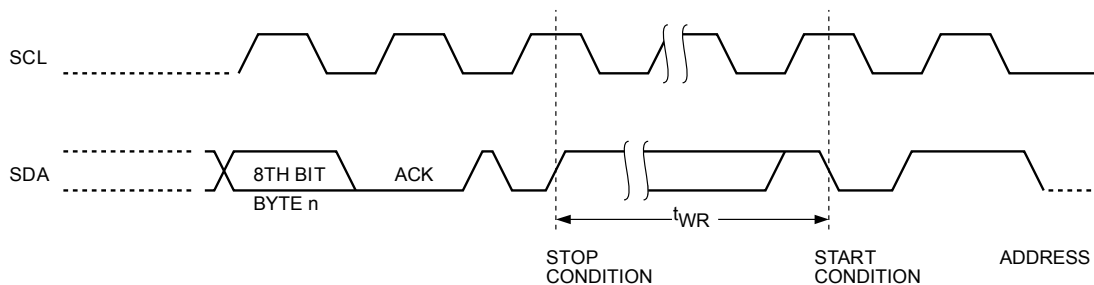 SCL
SDA
8TH BIT
ACK
BYTE n
tWR
STOP
CONDITION
START
CONDITION
ADDRESS